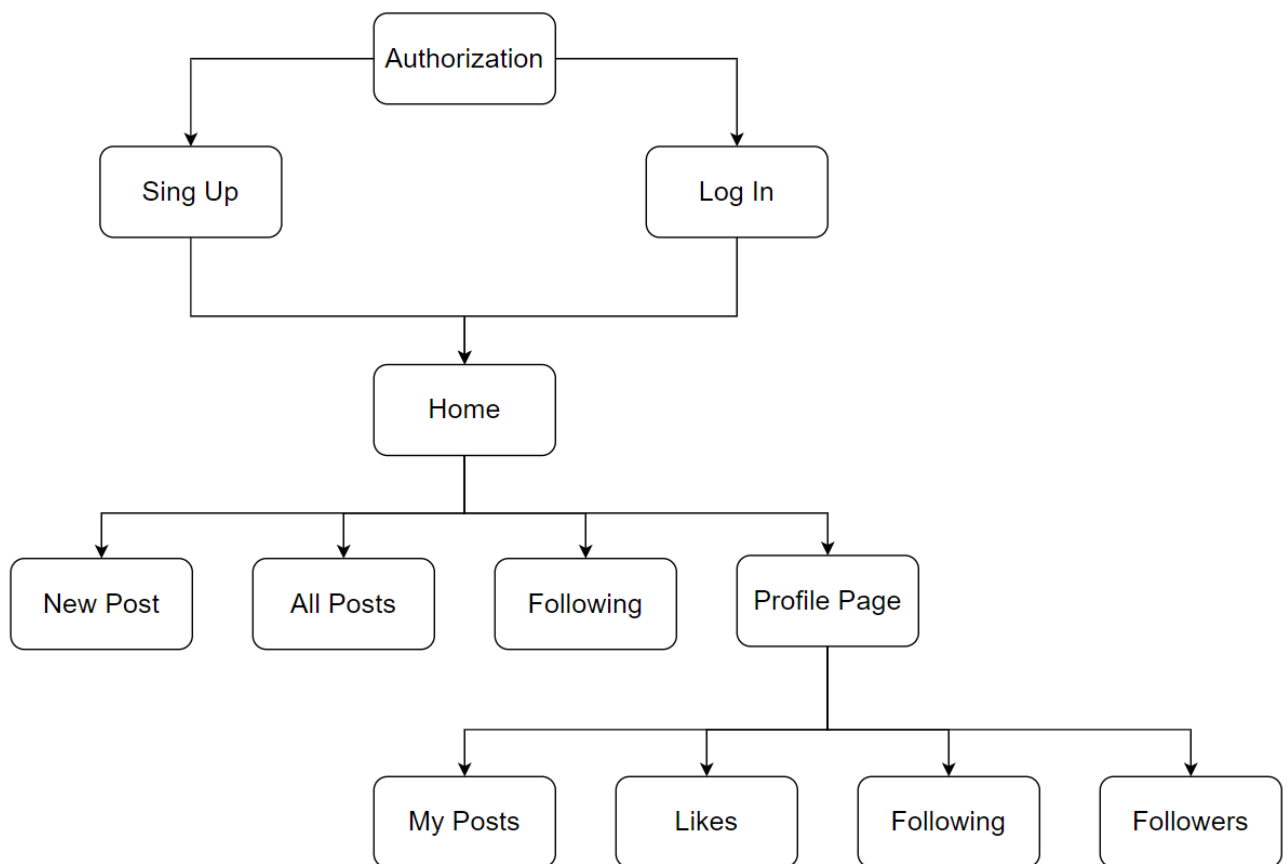 Authorization
Sing Up
Log In
Home
New Post
All Posts
Following
Profile Page
My Posts
Likes
Following
Followers